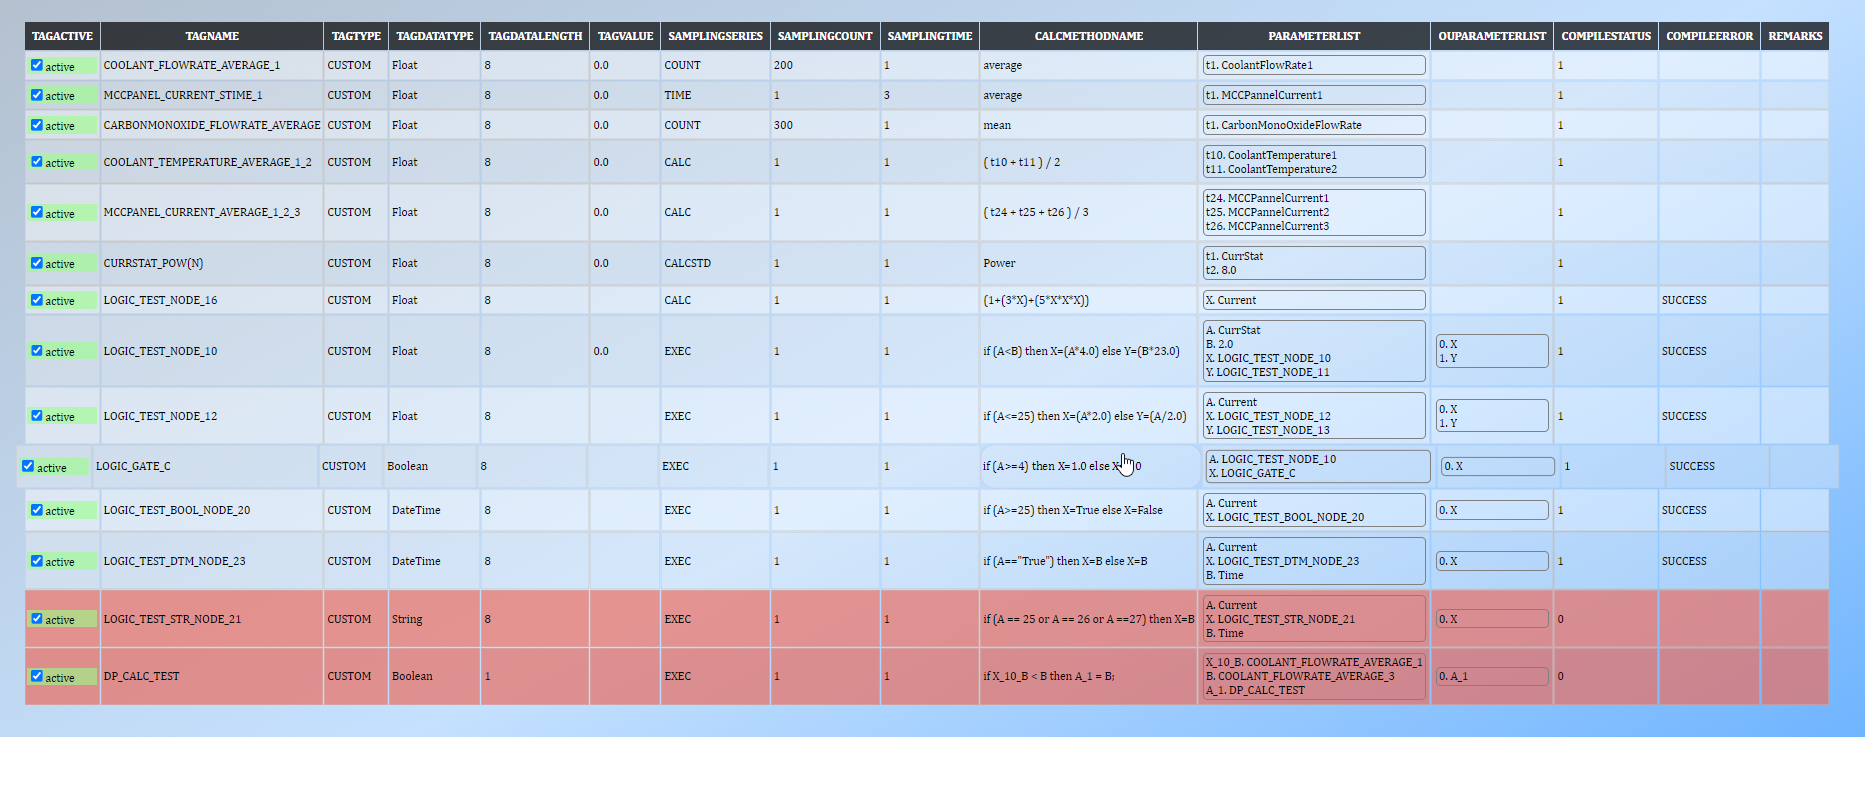 TAGACTIVE TAGNAME TAGTYPE TAGDATATYPE TAGDATALENGTH TAGVALUE SAMPLINGSERIES SAMPLINGCOUNT SAMPLINGTIME CALCMETHODNAME PARAMETERLIST OUPARAMETERLIST COMPILESTATUS COMPILEERROR REMARKS
active COOLANT_FLOWRATE_AVERAGE_1 CUSTOM Float 8 0.0 COUNT 200 1 average t1. CoolantFlowRate1 1
active MCCPANEL_CURRENT_STIME_1 CUSTOM Float 8 0.0 TIME 1 3 average t1. MCCPannelCurrent1 1
active CARBONMONOXIDE_FLOWRATE_AVERAGE CUSTOM Float 8 0.0 COUNT 300 1 mean t1. CarbonMonoOxideFlowRate 1
active COOLANT_TEMPERATURE_AVERAGE_1_2 CUSTOM Float 8 0.0 CALC 1 1 ( t10 + t11 ) / 2 t10. CoolantTemperature1 1
t11. CoolantTemperature2
active MCCPANEL_CURRENT_AVERAGE_1_2_3 CUSTOM Float 8 0.0 CALC 1 1 ( t24 + t25 + t26 ) / 3 t24. MCCPannelCurrent1 1
t25. MCCPannelCurrent2
t26. MCCPannelCurrent3
active CURRSTAT_POW(N) CUSTOM Float 8 0.0 CALCSTD 1 1 Power t1. CurrStat 1
t2. 8.0
active LOGIC_TEST_NODE_16 CUSTOM Float 8 CALC 1 1 (1+(3*X)+(5*X*X*X)) X. Current 1 SUCCESS
active LOGIC_TEST_NODE_10 CUSTOM Float 8 0.0 EXEC 1 1 if (A<B) then X=(A*4.0) else Y=(B*23.0) A. CurrStat 0. X 1 SUCCESS
B. 2.0 1. Y
X. LOGIC_TEST_NODE_10
Y. LOGIC_TEST_NODE_11
active LOGIC_TEST_NODE_12 CUSTOM Float 8 EXEC 1 1 if (A<=25) then X=(A*2.0) else Y=(A/2.0) A. Current 0. X 1 SUCCESS
X. LOGIC_TEST_NODE_12 1. Y
Y. LOGIC_TEST_NODE_13
active LOGIC_GATE_C CUSTOM Boolean 8 EXEC 1 1 if (A>=4) then X=1.0 else A. LOGIC_TEST_NODE_10 0. X 1 SUCCESS
X. LOGIC_GATE_C
active LOGIC_TEST_BOOL_NODE_20 CUSTOM DateTime 8 EXEC 1 1 if (A>=25) then X=True else X=False A. Current 0. X 1 SUCCESS
X. LOGIC_TEST_BOOL_NODE_20
active LOGIC_TEST_DTM_NODE_23 CUSTOM DateTime 8 EXEC 1 1 if (A=="True") then X=B else X=B A. Current 0. X 1 SUCCESS
X. LOGIC_TEST_DTM_NODE_23
B. Time
active LOGIC_TEST_STR_NODE_21 CUSTOM String 8 EXEC 1 1 if (A == 25 or A == 26 or A ==27) then X=B A. Current 0. X 0
X. LOGIC_TEST_STR_NODE_21
B. Time
active DP_CALC_TEST CUSTOM Boolean 1 EXEC 1 1 if X_10_B < B then A_1 = B; X_10_B. COOLANT_FLOWRATE_AVERAGE_1 0. A_1 0
B. COOLANT_FLOWRATE_AVERAGE_3
A_1. DP_CALC_TEST